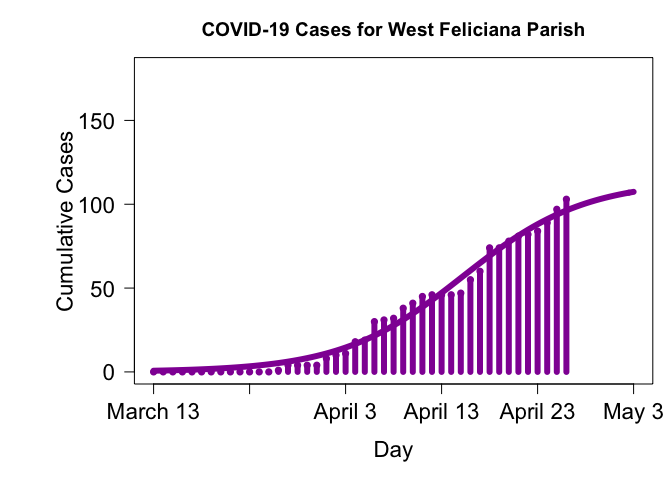 COVID-19 Cases for West Feliciana Parish
150
100
50
0
Cumulative Cases
March 13 April 3 April 13 April 23 May 3
Day